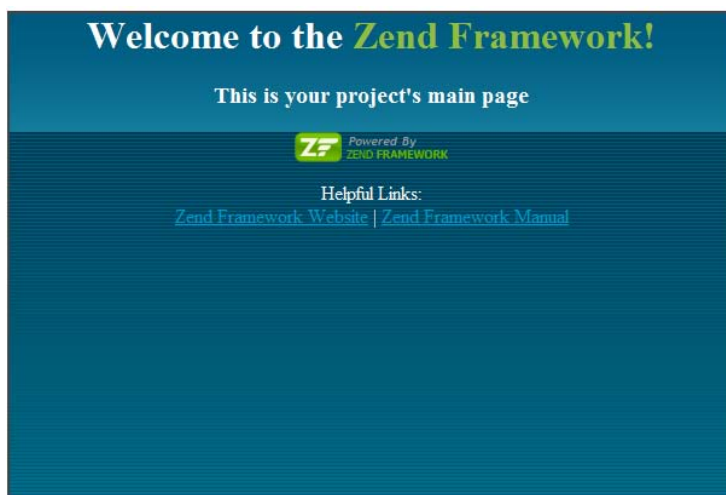 Welcome to the Zend Framework!
This is your project's main page
ZF Powered By
ZEND FRAMEWORK
Helpful Links:
Zend Framework Website | Zend Framework Manual